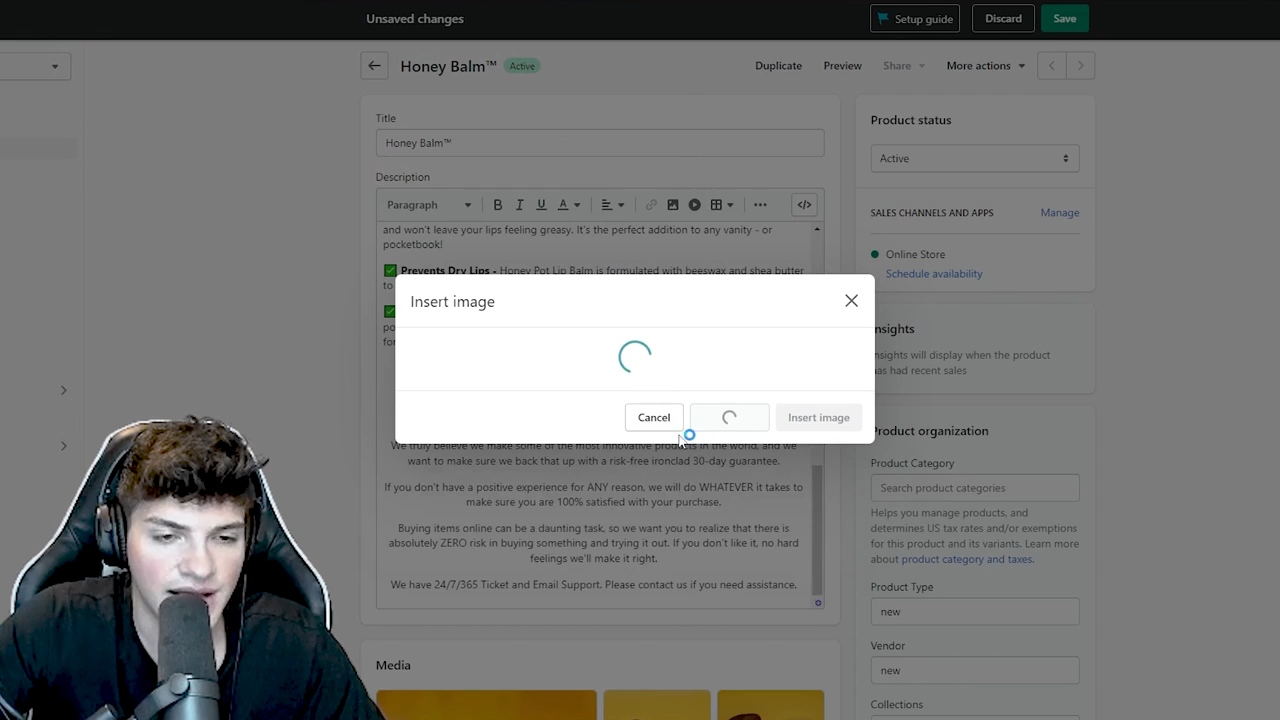 Unsaved changes
Setup guide
Discard
Save
Honey Balm™
Active
Duplicate
Preview
Share
More actions
Title
Honey Balm™
Description
Paragraph
B I U A
</>
and won't leave your lips feeling greasy. It's the perfect addition to any vanity - or
pocketbook!
✅ Prevents Dry Lips - Honey Pot Lip Balm is formulated with beeswax and shea butter
to
po
for
Insert image
Cancel
Insert image
We truly believe we make some of the most innovative products in the world, and we
want to make sure we back that up with a risk-free ironclad 30-day guarantee.
If you don't have a positive experience for ANY reason, we will do WHATEVER it takes to
make sure you are 100% satisfied with your purchase.
Buying items online can be a daunting task, so we want you to realize that there is
absolutely ZERO risk in buying something and trying it out. If you don't like it, no hard
feelings we'll make it right.
We have 24/7/365 Ticket and Email Support. Please contact us if you need assistance.
Media
Product status
Active
SALES CHANNELS AND APPS
Manage
Online Store
Schedule availability
Insights
Insights will display when the product
has had recent sales
Product organization
Product Category
Search product categories
Helps you manage products, and
determines US tax rates and/or exemptions
for this product and its variants. Learn more
about product category and taxes.
Product Type
new
Vendor
new
Collections